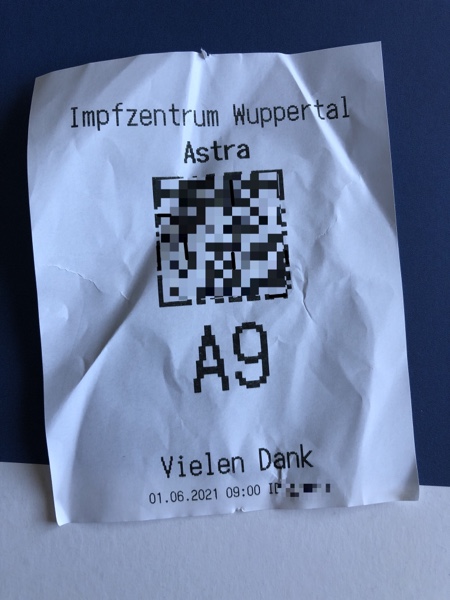 Impfzentrum Wuppertal
Astra
A9
Vielen Dank
01.06.2021 09:00